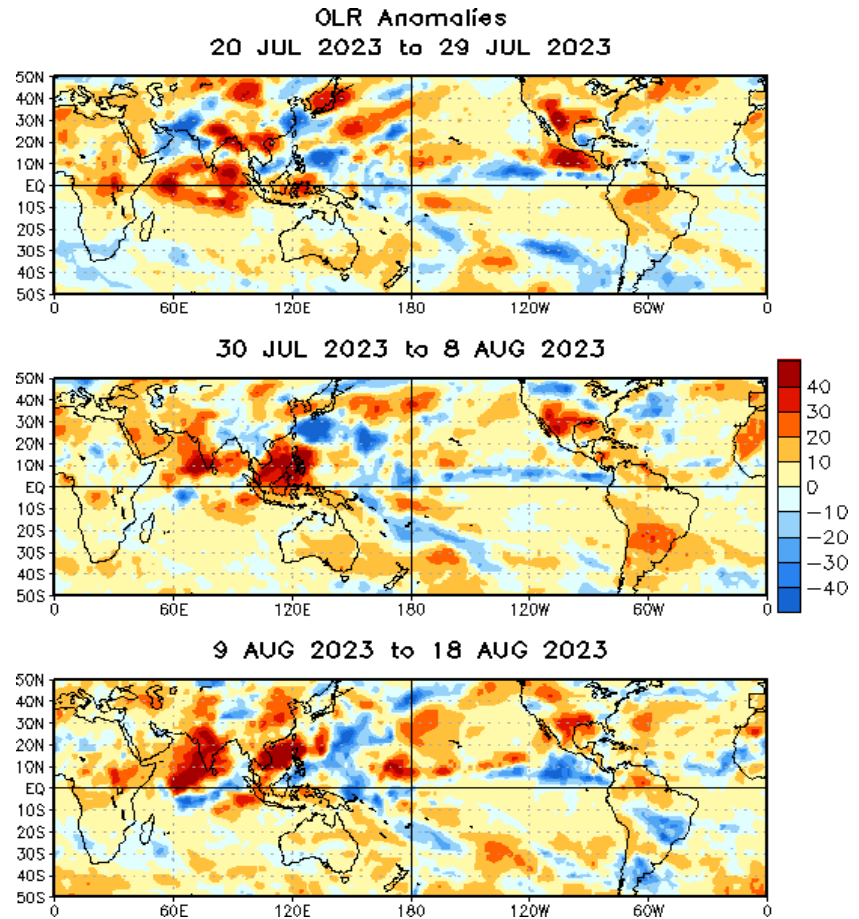 OLR Anomalies
20 JUL 2023 to 29 JUL 2023
50N
40N
30N
20N
10N
EQ
10S
20S
30S
40S
50S
0 60E 120E 180 120W 60W 0
30 JUL 2023 to 8 AUG 2023
50N
40N
30N
20N
10N
EQ
10S
20S
30S
40S
50S
0 60E 120E 180 120W 60W 0
40
30
20
10
0
-10
-20
-30
-40
9 AUG 2023 to 18 AUG 2023
50N
40N
30N
20N
10N
EQ
10S
20S
30S
40S
50S
0 60E 120E 180 120W 60W 0